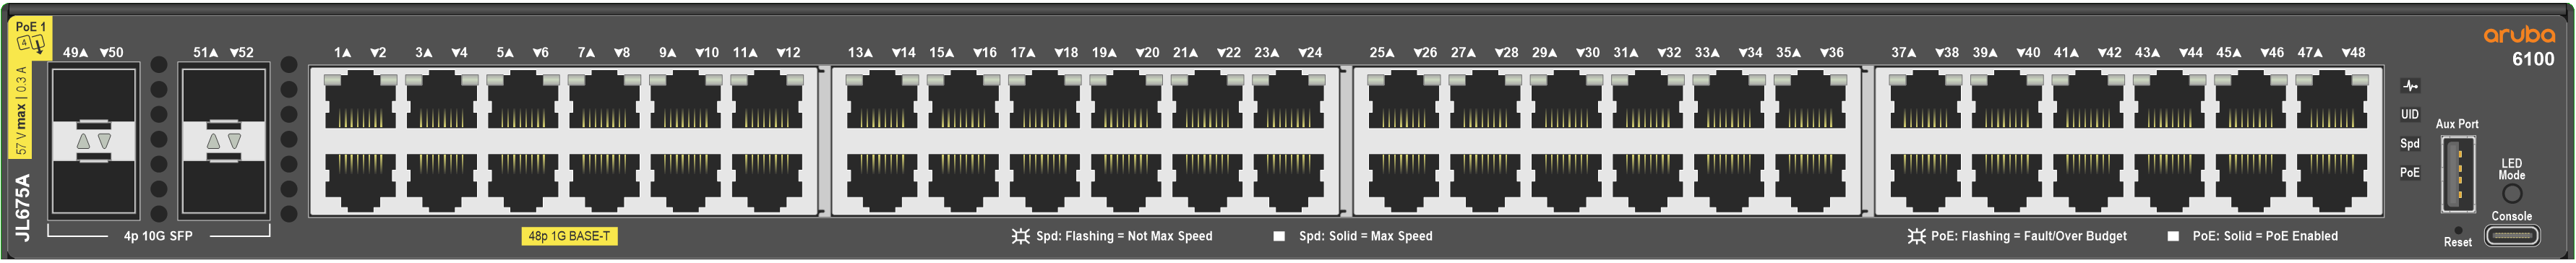 PoE 1
4 1
57 V max | 0.3 A
JL675A
49▲ ▼50 51▲ ▼52
1▲ ▼2 3▲ ▼4 5▲ ▼6 7▲ ▼8 9▲ ▼10 11▲ ▼12
13▲ ▼14 15▲ ▼16 17▲ ▼18 19▲ ▼20 21▲ ▼22 23▲ ▼24
25▲ ▼26 27▲ ▼28 29▲ ▼30 31▲ ▼32 33▲ ▼34 35▲ ▼36
37▲ ▼38 39▲ ▼40 41▲ ▼42 43▲ ▼44 45▲ ▼46 47▲ ▼48
aruba
6100
UID
Spd
PoE
Aux Port
LED
Mode
Console
Reset
4p 10G SFP
48p 1G BASE-T
Spd: Flashing = Not Max Speed
Spd: Solid = Max Speed
PoE: Flashing = Fault/Over Budget
PoE: Solid = PoE Enabled